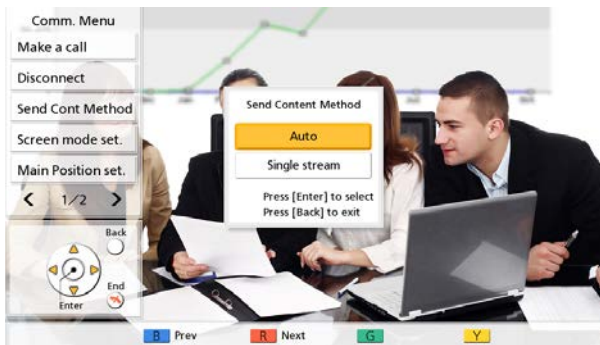 Comm. Menu
Make a call
Disconnect
Send Cont Method
Screen mode set.
Main Position set.
1/2
Back
End
Enter
Send Content Method
Auto
Single stream
Press [Enter] to select
Press [Back] to exit
B Prev
R Next
G
Y